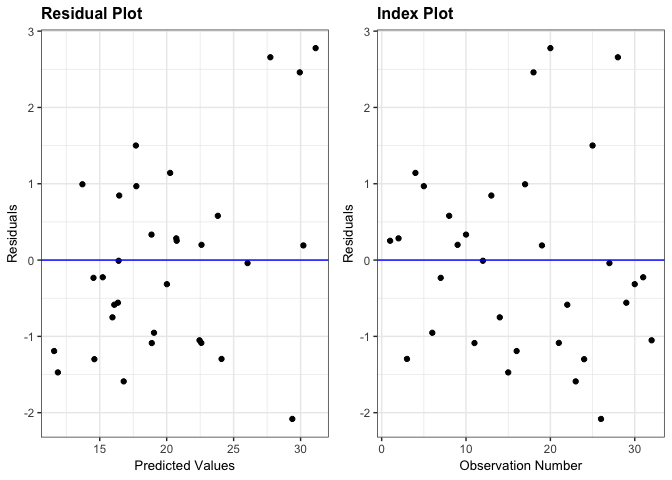 Residual Plot
3
2
1
0
-1
-2
Residuals
15 20 25 30
Predicted Values
Index Plot
3
2
1
0
-1
-2
Residuals
0 10 20 30
Observation Number